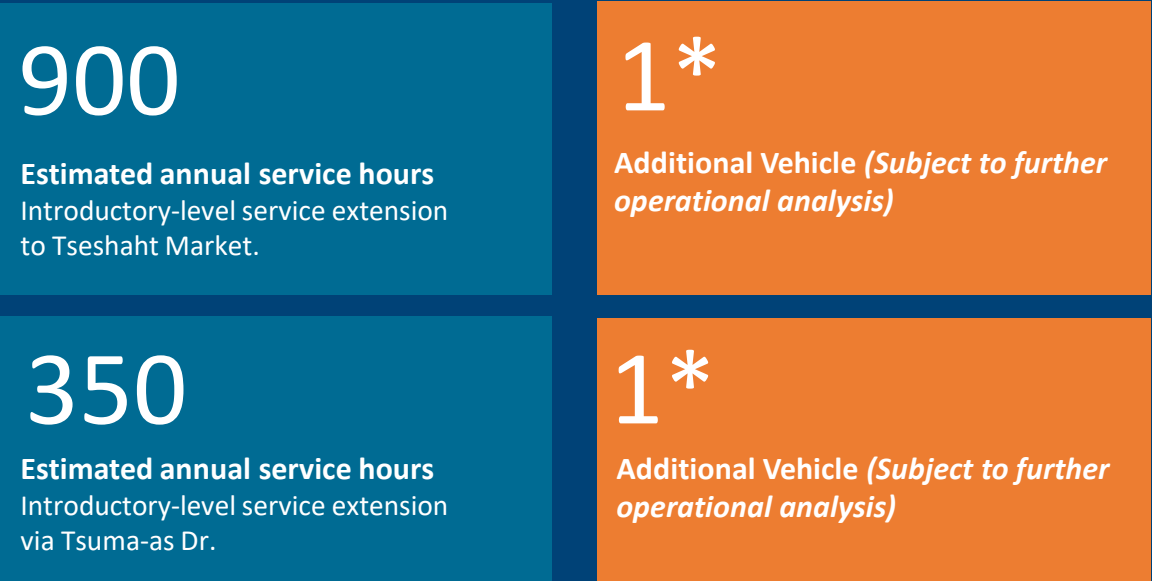 900
Estimated annual service hours
Introductory-level service extension
to Tseshaht Market.
1*
Additional Vehicle (Subject to further
operational analysis)
350
Estimated annual service hours
Introductory-level service extension
via Tsuma-as Dr.
1*
Additional Vehicle (Subject to further
operational analysis)